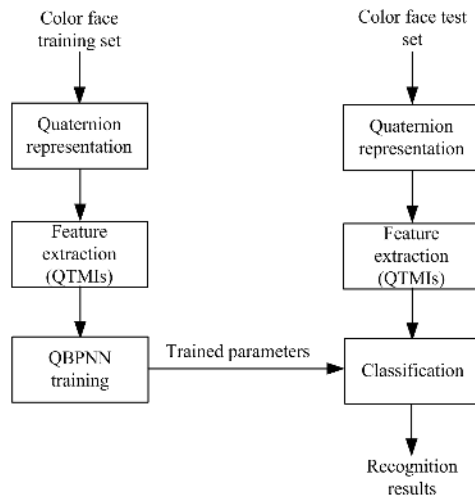 Color face
training set
Quaternion
representation
Feature
extraction
(QTMIs)
QBPNN
training
Trained parameters
Color face test
set
Quaternion
representation
Feature
extraction
(QTMIs)
Classification
Recognition
results